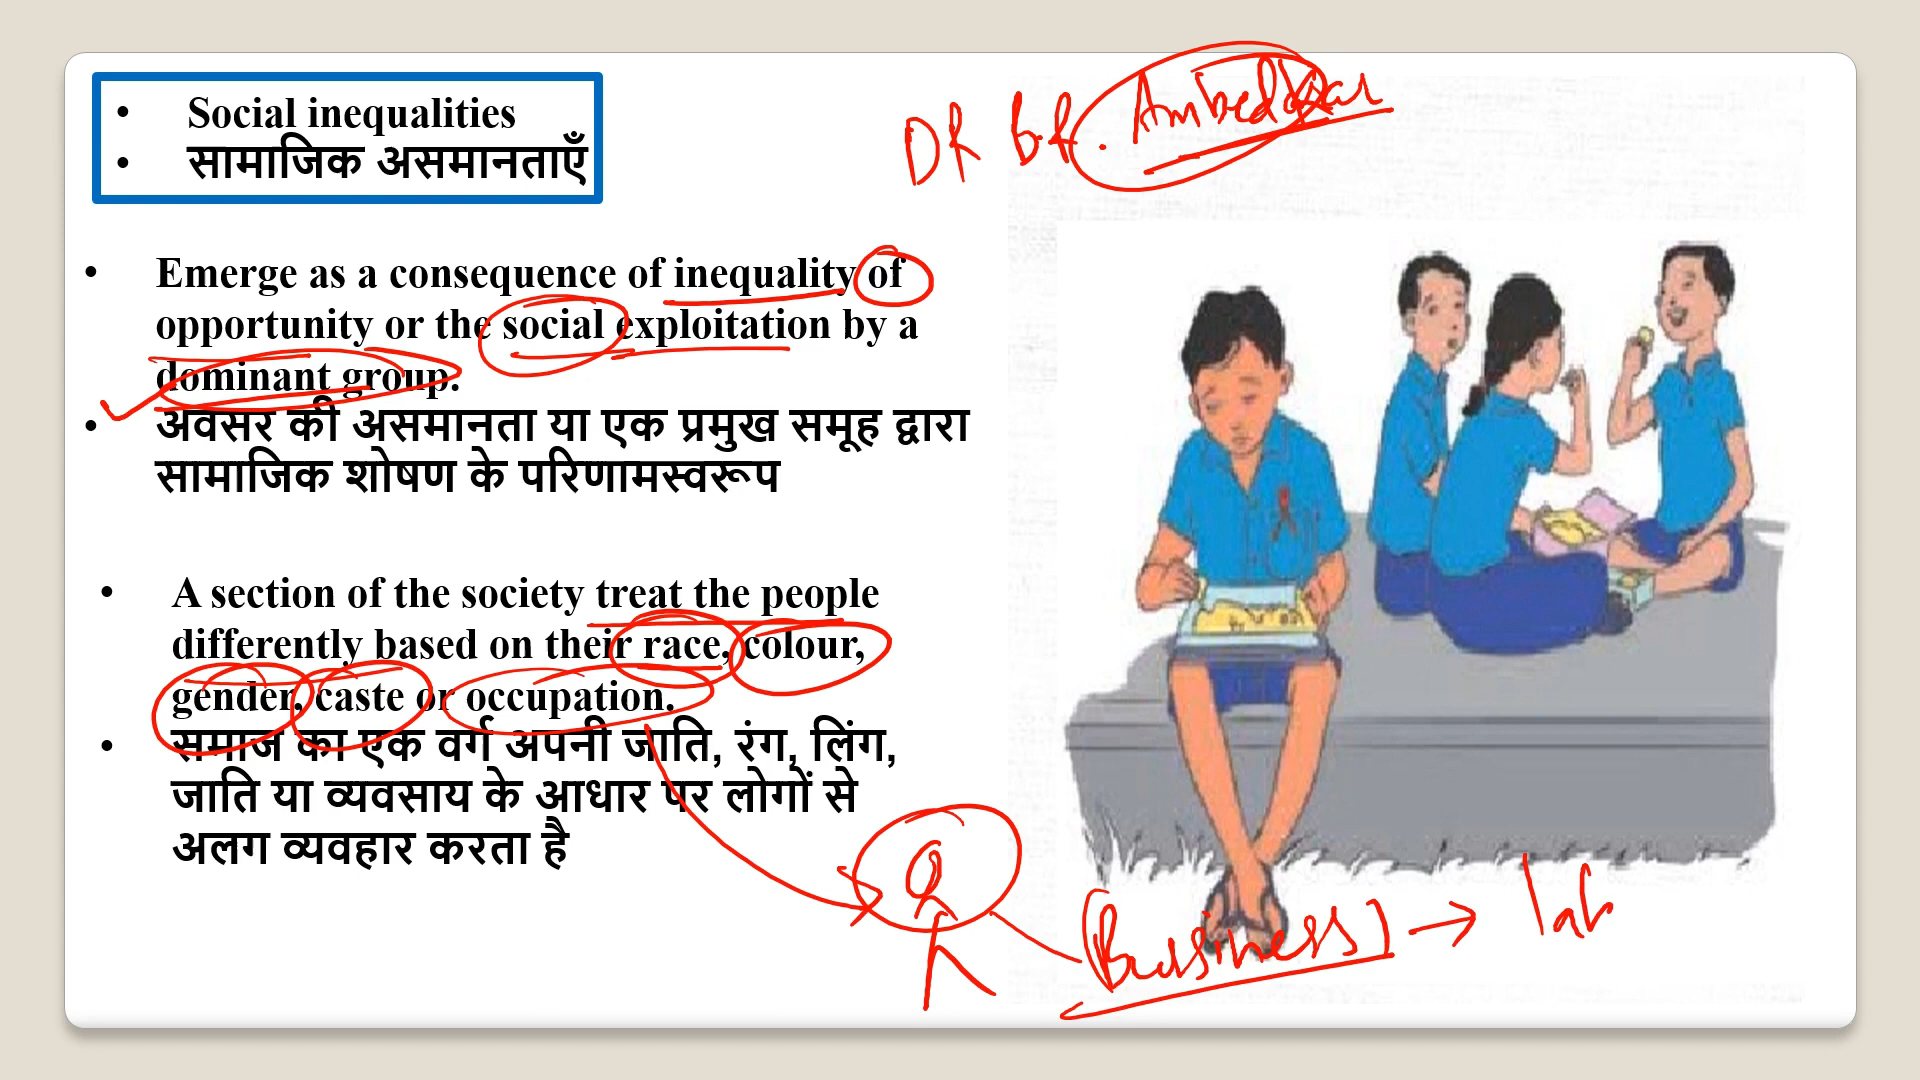 Social inequalities
सामाजिक असमानताएँ
DR B.R. Ambedkar
Emerge as a consequence of inequality of
opportunity or the social exploitation by a
dominant group.
अवसर की असमानता या एक प्रमुख समूह द्वारा
सामाजिक शोषण के परिणामस्वरूप
A section of the society treat the people
differently based on their race, colour,
gender, caste or occupation.
समाज का एक वर्ग अपनी जाति, रंग, लिंग,
जाति या व्यवसाय के आधार पर लोगों से
अलग व्यवहार करता है
(Business) →